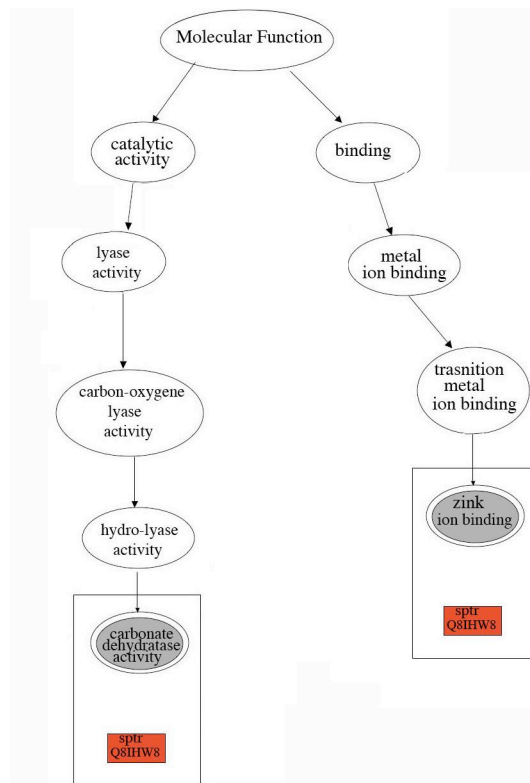 Molecular Function
catalytic
activity
binding
lyase
activity
metal
ion binding
carbon-oxygene
lyase
activity
trasnition
metal
ion binding
hydro-lyase
activity
zink
ion binding
sptr
Q8IHW8
carbonate
dehydratase
activity
sptr
Q8IHW8